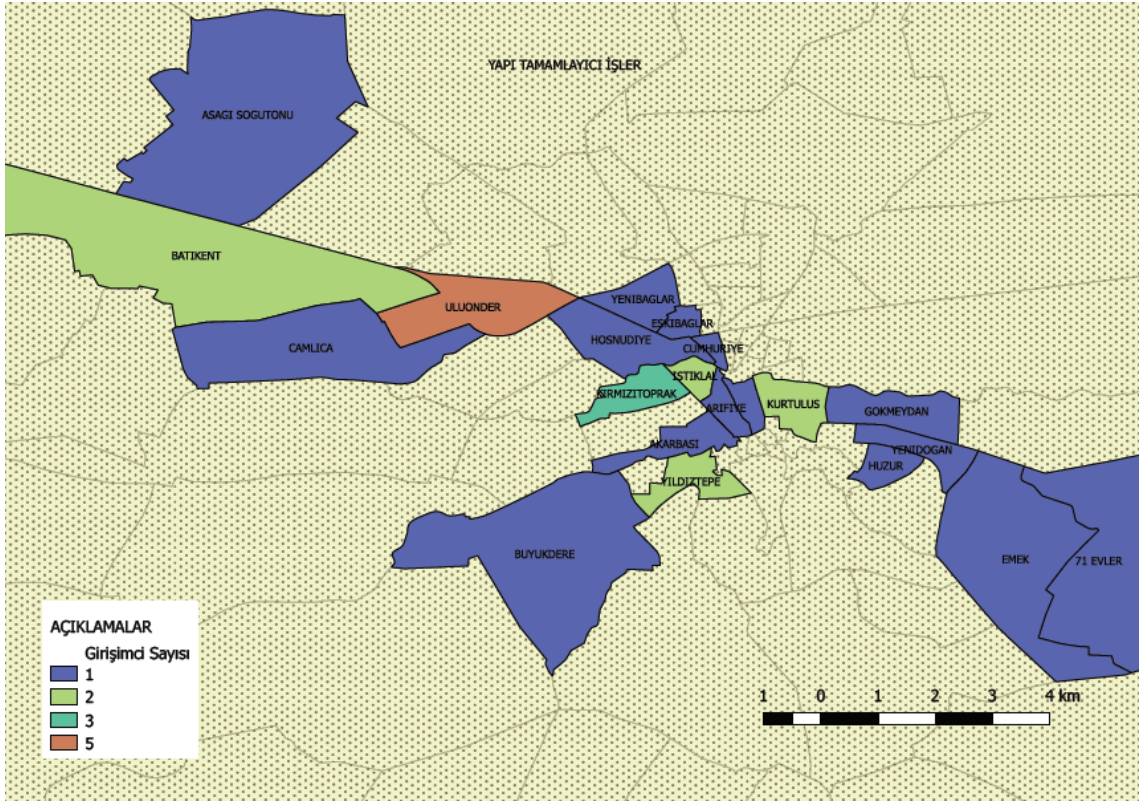 YAPI TAMAMLAYICI İŞLER
ASAGI SOGUTONU
BATIKENT
ULUONDER
CAMLICA
YENIBAGLAR
ESKIBAGLAR
HOSNUDIYE
CUMHURIYE
ISTIKLAL
KIRMIZITOPRAK
ARIFIYE
KURTULUS
GOKMEYDAN
AKARBASI
YENIDOGAN
HUZUR
YILDIZTEPE
BUYUKDERE
EMEK
71 EVLER
AÇIKLAMALAR
Girişimci Sayısı
1
2
3
5
1 0 1 2 3 4 km